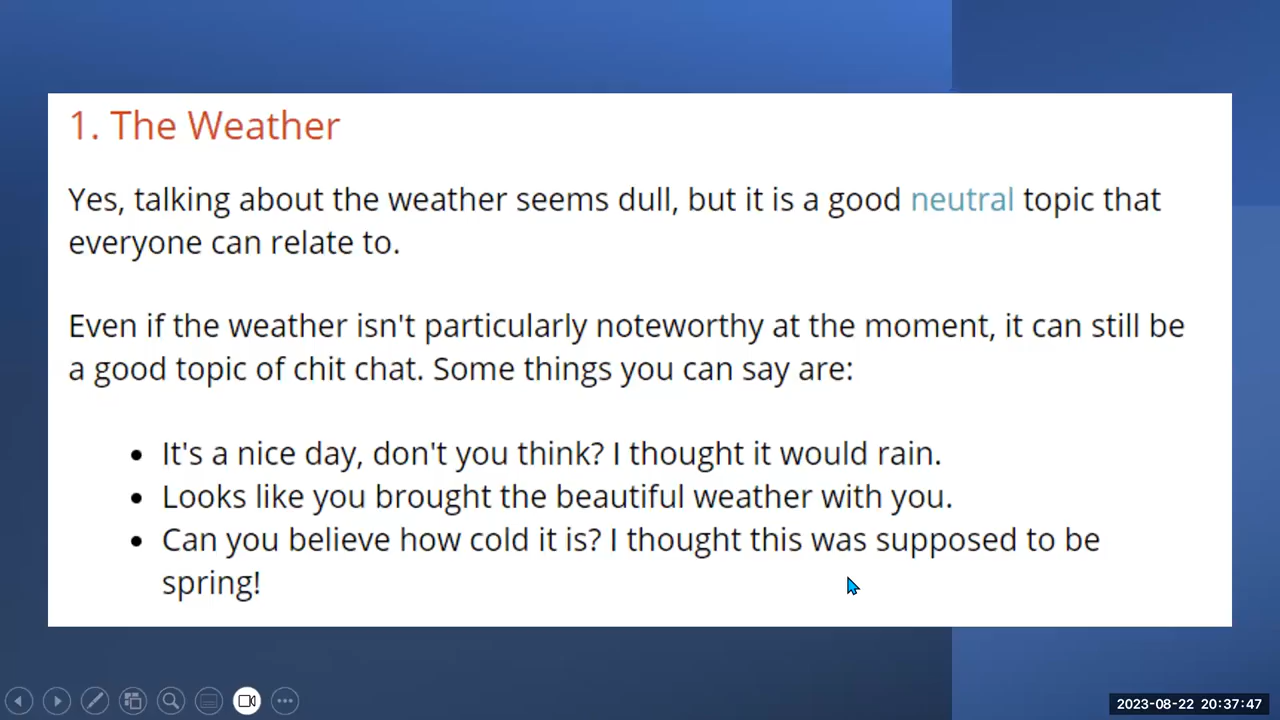 1. The Weather
Yes, talking about the weather seems dull, but it is a good neutral topic that
everyone can relate to.
Even if the weather isn't particularly noteworthy at the moment, it can still be
a good topic of chit chat. Some things you can say are:
• It's a nice day, don't you think? I thought it would rain.
• Looks like you brought the beautiful weather with you.
• Can you believe how cold it is? I thought this was supposed to be
spring!
2023-08-22 20:37:47